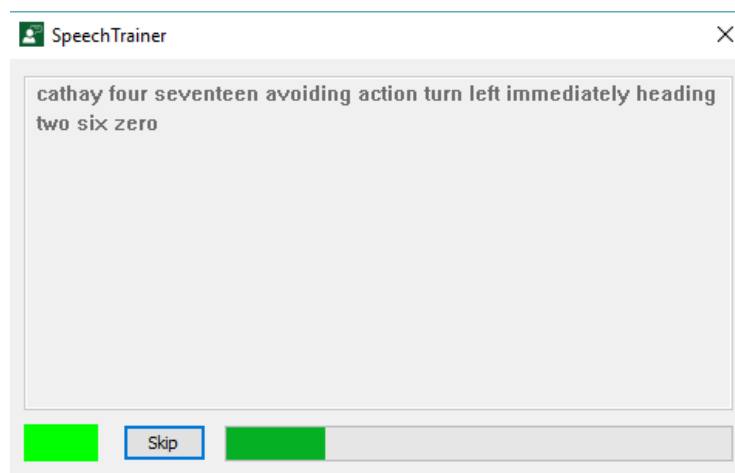 SpeechTrainer
cathay four seventeen avoiding action turn left immediately heading
two six zero
Skip